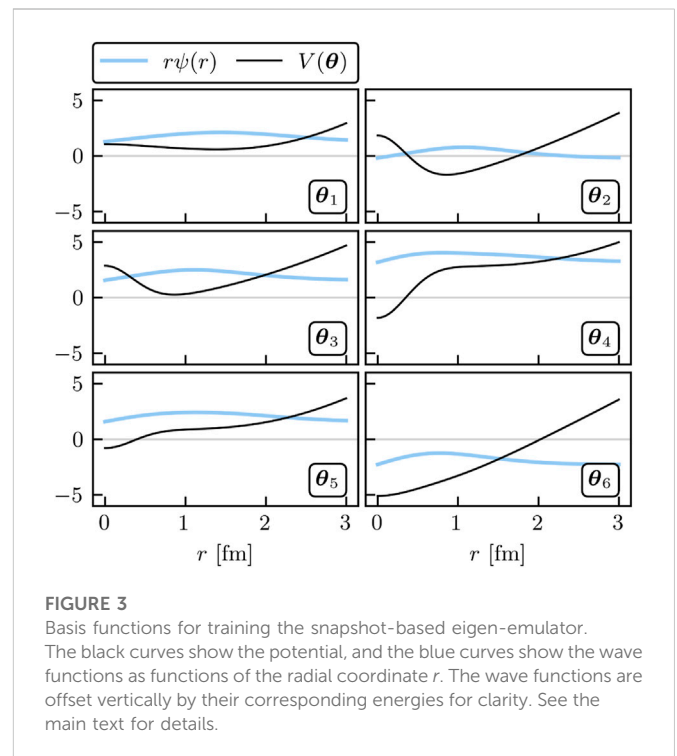 rψ(r) V(θ)
5
0
−5
θ₁
θ₂
5
0
−5
θ₃
θ₄
5
0
−5
θ₅
θ₆
0 1 2 3 0 1 2 3
r [fm] r [fm]
FIGURE 3
Basis functions for training the snapshot-based eigen-emulator.
The black curves show the potential, and the blue curves show the wave
functions as functions of the radial coordinate r. The wave functions are
offset vertically by their corresponding energies for clarity. See the
main text for details.